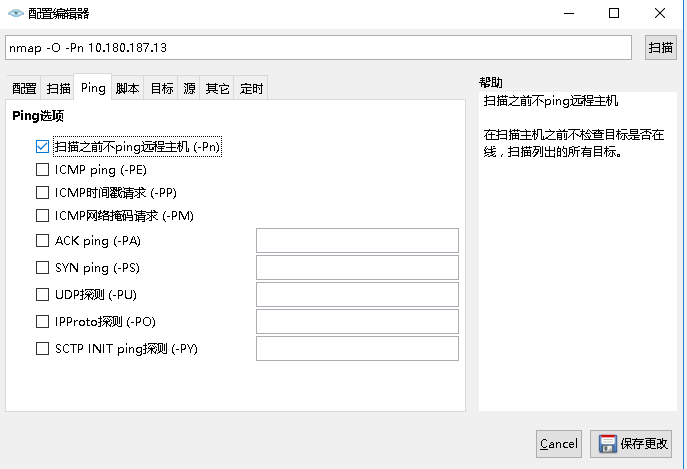 配置编辑器
nmap -O -Pn 10.180.187.13
扫描
配置 扫描 Ping 脚本 目标 源 其它 定时
Ping选项
扫描之前不ping远程主机 (-Pn)
ICMP ping (-PE)
ICMP时间戳请求 (-PP)
ICMP网络掩码请求 (-PM)
ACK ping (-PA)
SYN ping (-PS)
UDP探测 (-PU)
IPProto探测 (-PO)
SCTP INIT ping探测 (-PY)
帮助
扫描之前不ping远程主机
在扫描主机之前不检查目标是否在
线，扫描列出的所有目标。
Cancel
保存更改